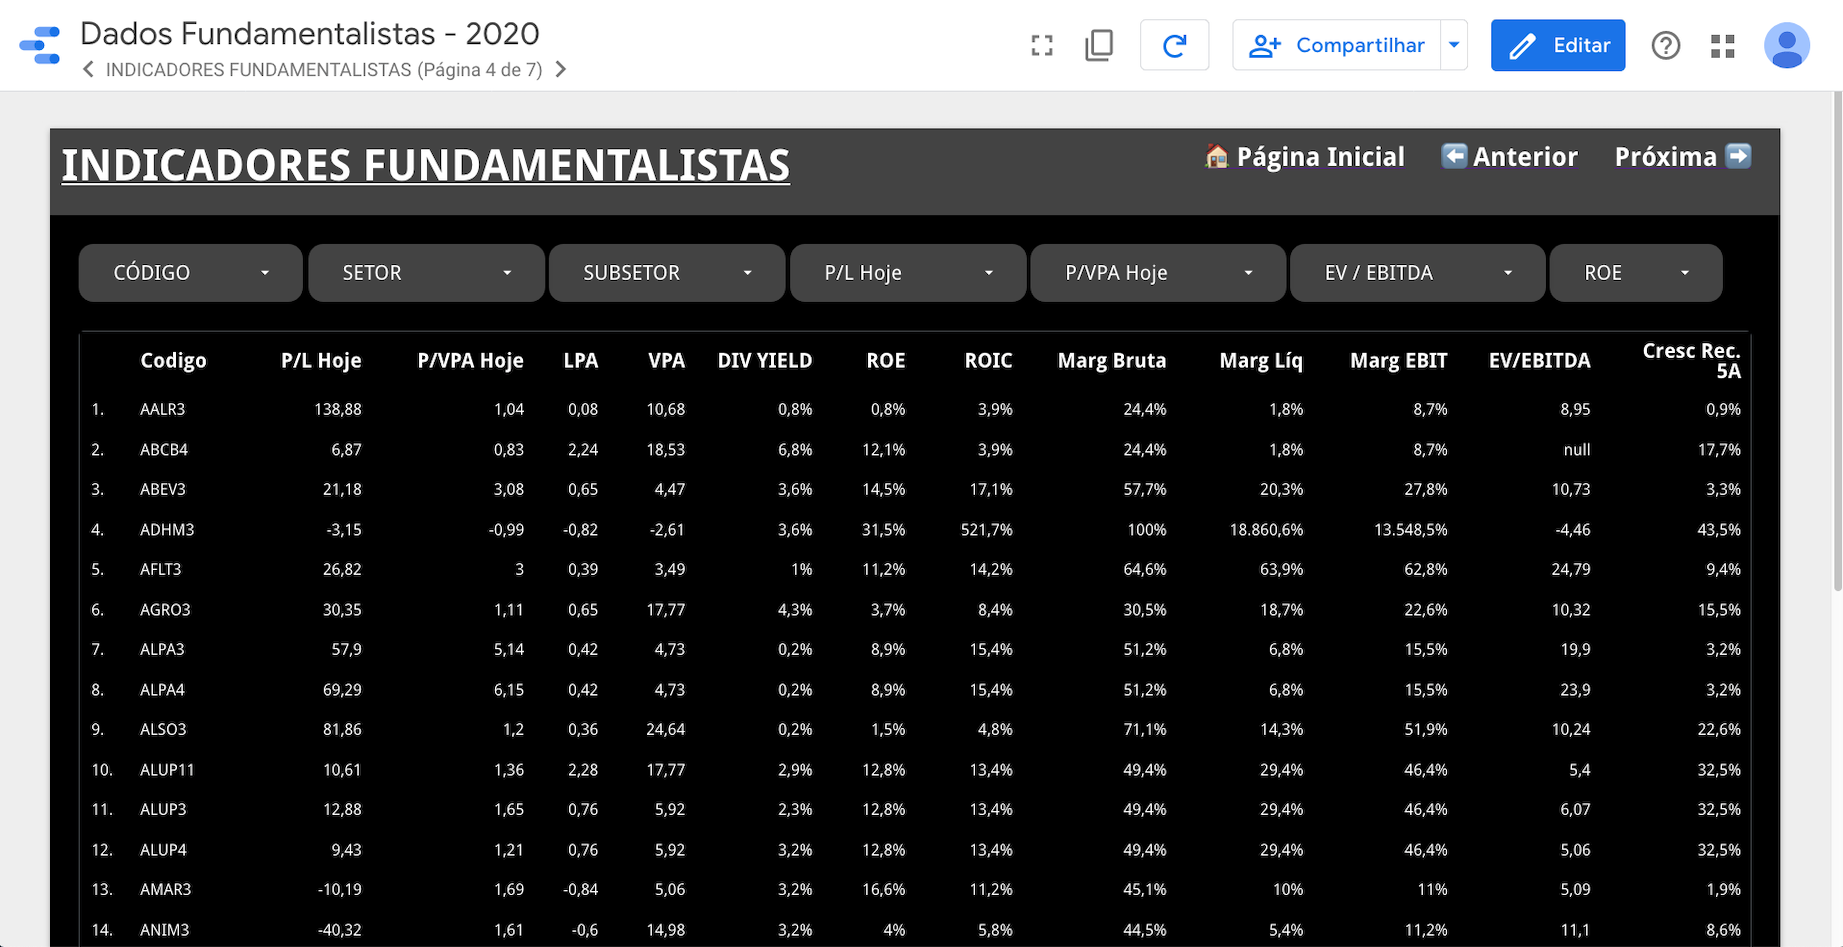 Dados Fundamentalistas - 2020
INDICADORES FUNDAMENTALISTAS (Página 4 de 7)
Compartilhar
Editar
INDICADORES FUNDAMENTALISTAS
Página Inicial
Anterior
Próxima
CÓDIGO SETOR SUBSETOR P/L Hoje P/VPA Hoje EV / EBITDA ROE
Codigo P/L Hoje P/VPA Hoje LPA VPA DIV YIELD ROE ROIC Marg Bruta Marg Líq Marg EBIT EV/EBITDA Cresc Rec. 5A
1. AALR3 138,88 1,04 0,08 10,68 0,8% 0,8% 3,9% 24,4% 1,8% 8,7% 8,95 0,9%
2. ABCB4 6,87 0,83 2,24 18,53 6,8% 12,1% 3,9% 24,4% 1,8% 8,7% null 17,7%
3. ABEV3 21,18 3,08 0,65 4,47 3,6% 14,5% 17,1% 57,7% 20,3% 27,8% 10,73 3,3%
4. ADHM3 -3,15 -0,99 -0,82 -2,61 3,6% 31,5% 521,7% 100% 18.860,6% 13.548,5% -4,46 43,5%
5. AFLT3 26,82 3 0,39 3,49 1% 11,2% 14,2% 64,6% 63,9% 62,8% 24,79 9,4%
6. AGRO3 30,35 1,11 0,65 17,77 4,3% 3,7% 8,4% 30,5% 18,7% 22,6% 10,32 15,5%
7. ALPA3 57,9 5,14 0,42 4,73 0,2% 8,9% 15,4% 51,2% 6,8% 15,5% 19,9 3,2%
8. ALPA4 69,29 6,15 0,42 4,73 0,2% 8,9% 15,4% 51,2% 6,8% 15,5% 23,9 3,2%
9. ALSO3 81,86 1,2 0,36 24,64 0,2% 1,5% 4,8% 71,1% 14,3% 51,9% 10,24 22,6%
10. ALUP11 10,61 1,36 2,28 17,77 2,9% 12,8% 13,4% 49,4% 29,4% 46,4% 5,4 32,5%
11. ALUP3 12,88 1,65 0,76 5,92 2,3% 12,8% 13,4% 49,4% 29,4% 46,4% 6,07 32,5%
12. ALUP4 9,43 1,21 0,76 5,92 3,2% 12,8% 13,4% 49,4% 29,4% 46,4% 5,06 32,5%
13. AMAR3 -10,19 1,69 -0,84 5,06 3,2% 16,6% 11,2% 45,1% 10% 11% 5,09 1,9%
14. ANIM3 -40,32 1,61 -0,6 14,98 3,2% 4% 5,8% 44,5% 5,4% 11,2% 11,1 8,6%